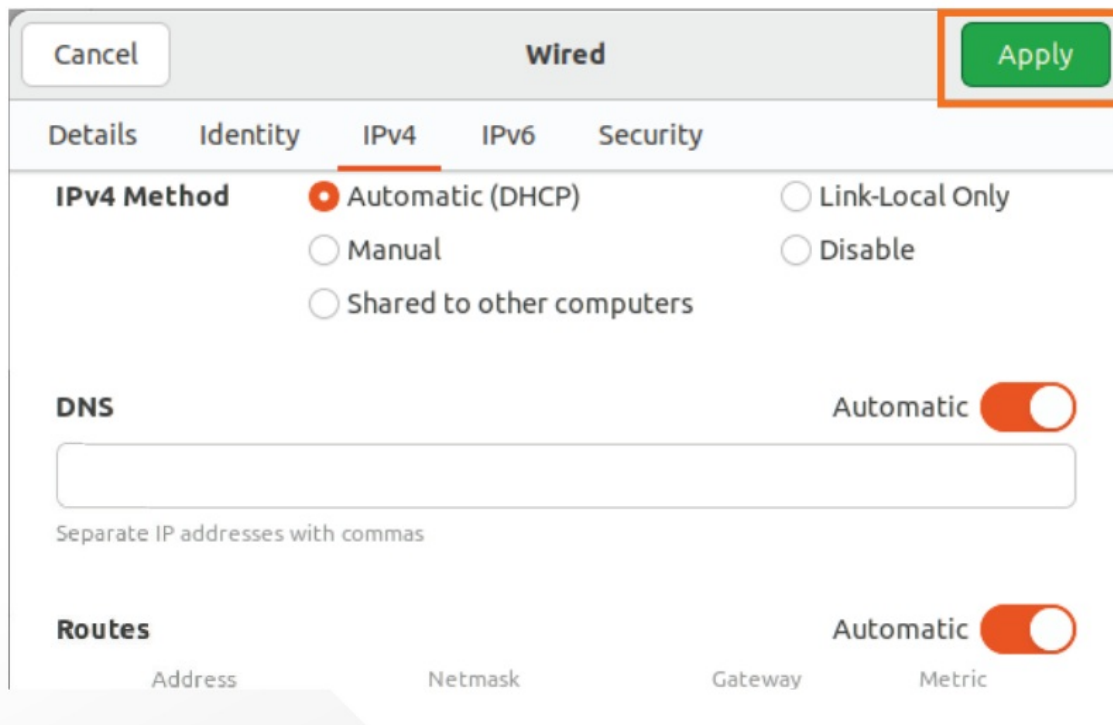 Cancel Wired Apply
Details Identity IPv4 IPv6 Security
IPv4 Method Automatic (DHCP) Link-Local Only
Manual Disable
Shared to other computers
DNS Automatic
Separate IP addresses with commas
Routes Automatic
Address Netmask Gateway Metric